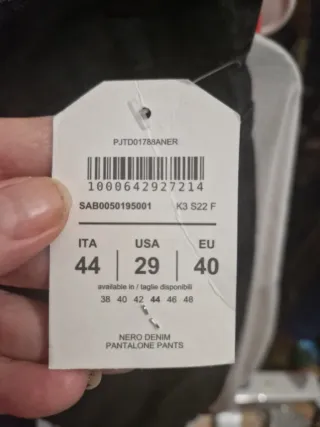 PJTD01788ANER
1000642927214
SAB0050195001 K3 S22 F
ITA USA EU
44 29 40
available in / taglie disponibili
38 40 42 44 46 48
NERO DENIM
PANTALONE PANTS